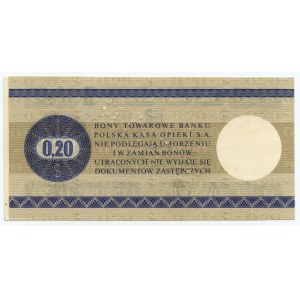 BONY TOWAROWE BANKU
POLSKA KASA OPIEKI S.A.
NIE PODLEGAJĄ UMORZENIU
I W ZAMIAN BONÓW
UTRACONYCH NIE WYDAJE SIĘ
DOKUMENTÓW ZASTĘPCZYCH
0,20